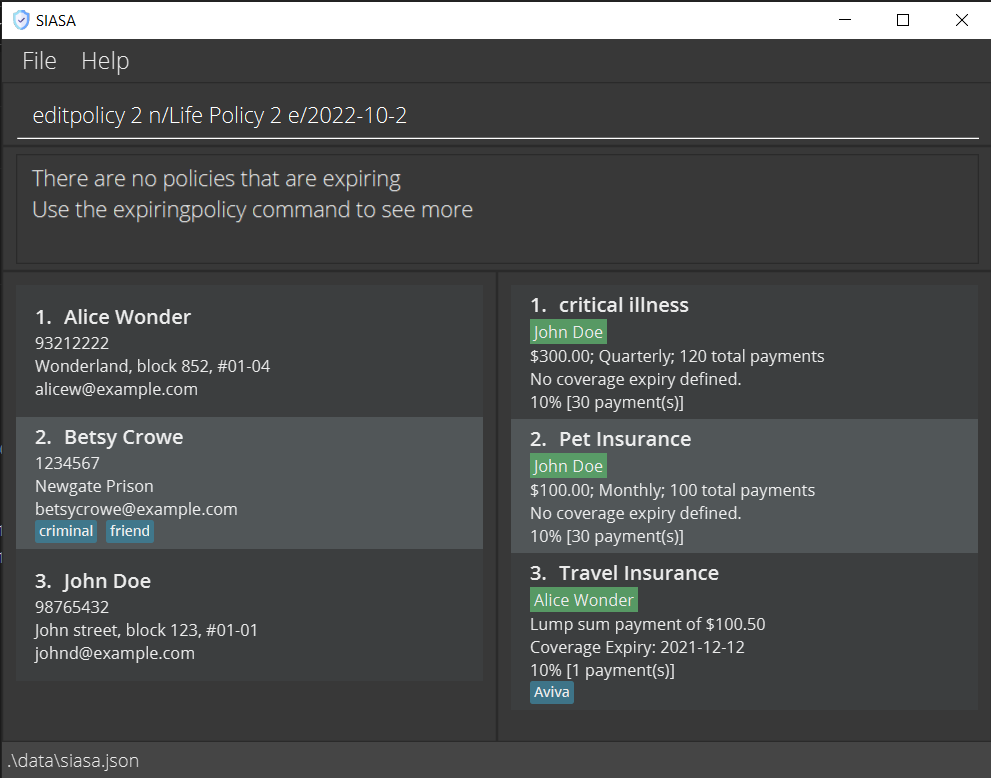 SIASA
File Help
editpolicy 2 n/Life Policy 2 e/2022-10-2
There are no policies that are expiring
Use the expiringpolicy command to see more
1. Alice Wonder
93212222
Wonderland, block 852, #01-04
alicew@example.com
2. Betsy Crowe
1234567
Newgate Prison
betsycrowe@example.com
criminal friend
3. John Doe
98765432
John street, block 123, #01-01
johnd@example.com
1. critical illness
John Doe
$300.00; Quarterly; 120 total payments
No coverage expiry defined.
10% [30 payment(s)]
2. Pet Insurance
John Doe
$100.00; Monthly; 100 total payments
No coverage expiry defined.
10% [30 payment(s)]
3. Travel Insurance
Alice Wonder
Lump sum payment of $100.50
Coverage Expiry: 2021-12-12
10% [1 payment(s)]
Aviva
.\data\siasa.json